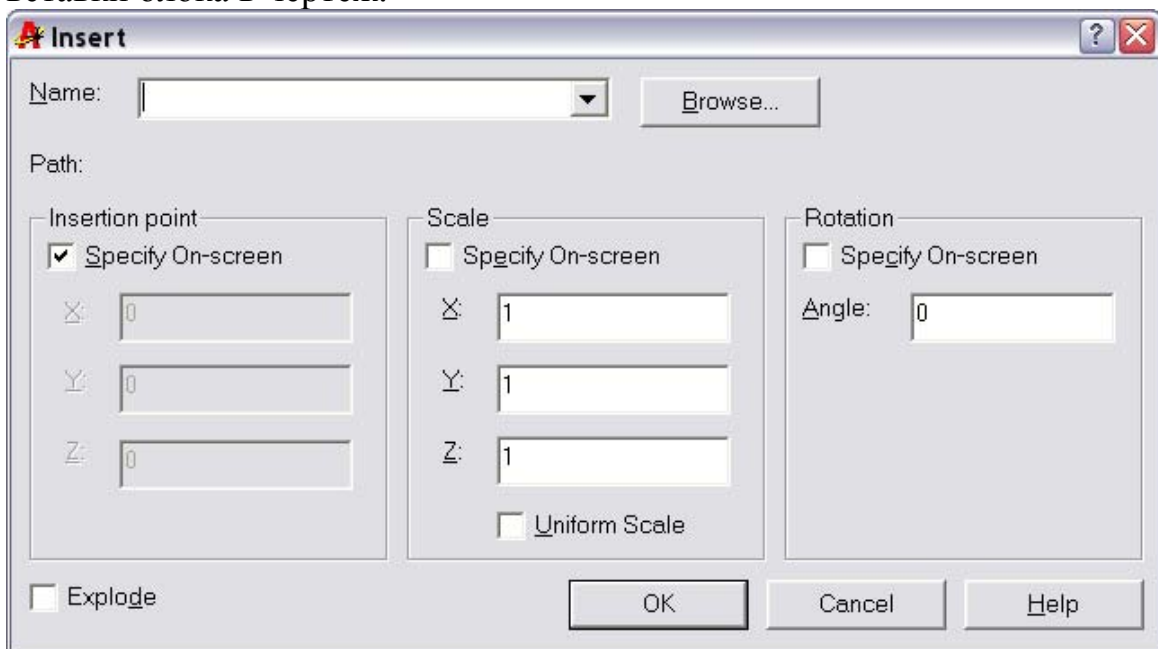 Insert
Name:
Browse...
Path:
Insertion point Scale Rotation
Specify On-screen Specify On-screen Specify On-screen
X: 0 X: 1 Angle: 0
Y: 0 Y: 1
Z: 0 Z: 1
Uniform Scale
Explode OK Cancel Help